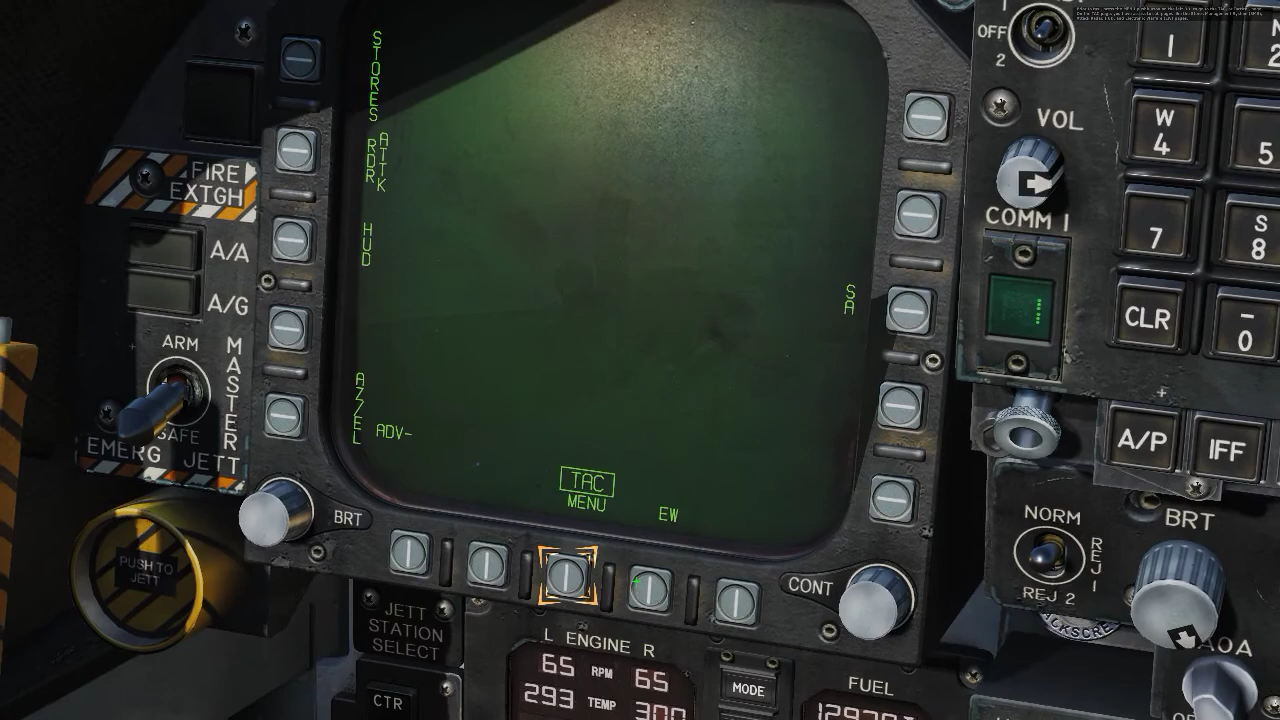 STORES
ATTK
RDR
HUD
AZ/EL
ADV-
SA
TAC
MENU
EW
FIRE
EXTGH
A/A
A/G
ARM
MASTER
SAFE
EMERG JETT
PUSH TO
JETT
BRT
CONT
JETT
STATION
SELECT
CTR
L ENGINE R
65 RPM 65
293 TEMP 300
MODE
FUEL
OFF
2
VOL
COMM 1
1
2
W
4
5
7
S
8
CLR
-
0
A/P
IFF
NORM
REJ 1
REJ 2
BRT
AOA